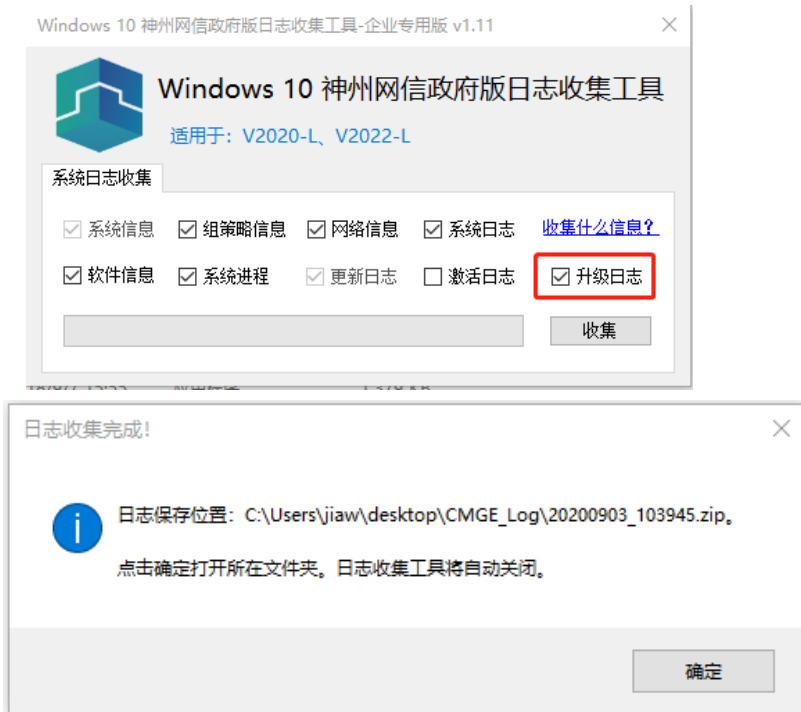 Windows 10 神州网信政府版日志收集工具-企业专用版 v1.11
Windows 10 神州网信政府版日志收集工具
适用于：V2020-L、V2022-L
系统日志收集
系统信息 组策略信息 网络信息 系统日志 收集什么信息？
软件信息 系统进程 更新日志 激活日志 升级日志
收集
日志收集完成!
日志保存位置：C:\Users\jiaw\desktop\CMGE_Log\20200903_103945.zip。
点击确定打开所在文件夹。日志收集工具将自动关闭。
确定